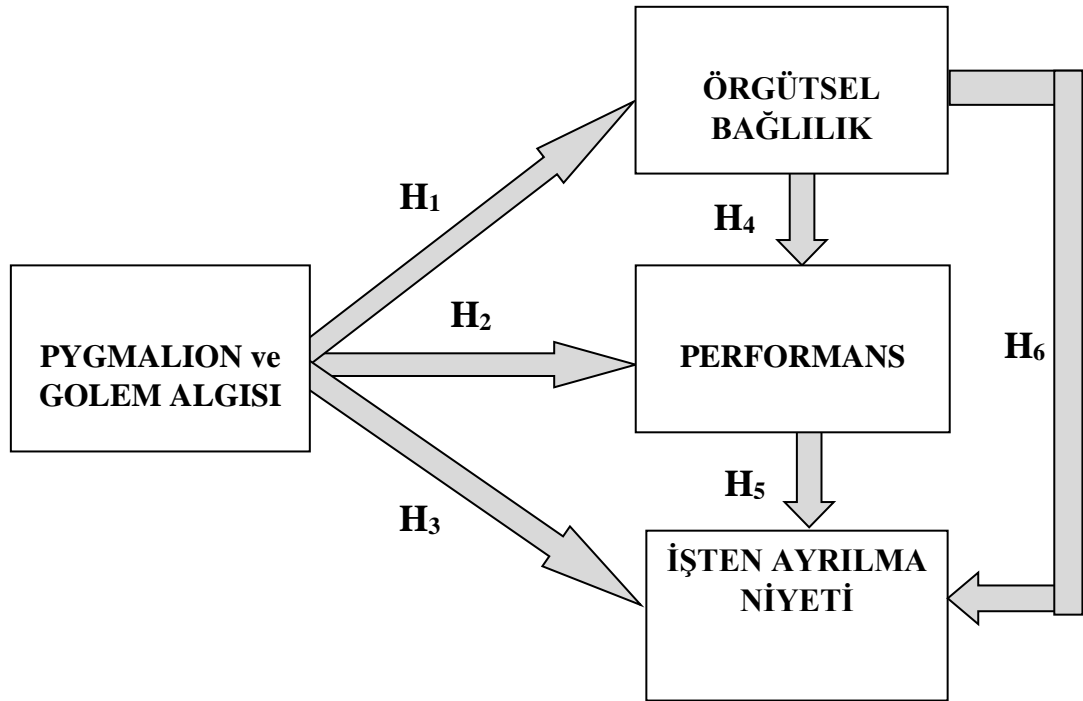 ÖRGÜTSEL
BAĞLILIK
H₁
H₄
PYGMALION ve
GOLEM ALGISI
H₂
PERFORMANS
H₆
H₃
H₅
İŞTEN AYRILMA
NİYETİ